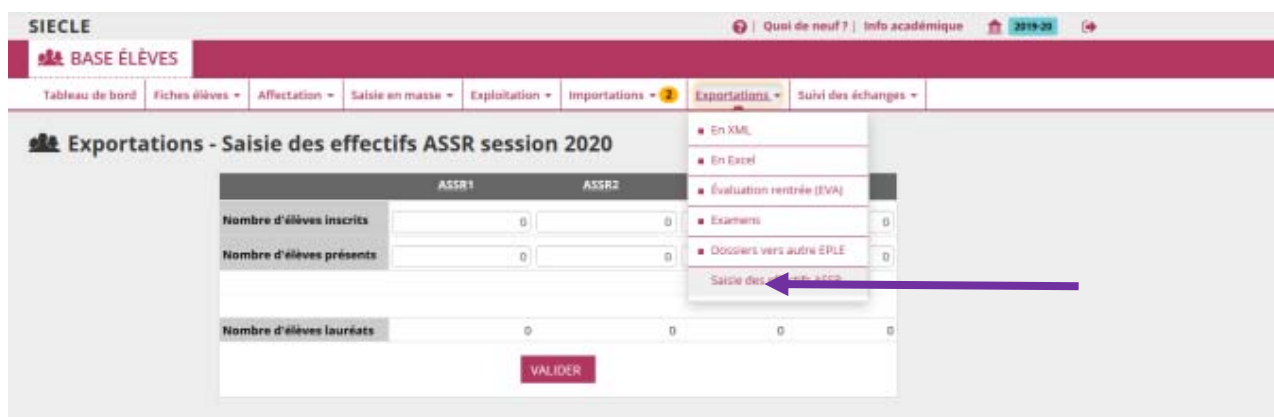 SIECLE
Quoi de neuf ? | Info académique 2019-20
BASE ÉLÈVES
Tableau de bord Fiches élèves Affectation Saisie en masse Exploitation Importations 2 Exportations Suivi des échanges
Exportations - Saisie des effectifs ASSR session 2020
En XML
En Excel
Évaluation rentrée (EVA)
Examens
Dossiers vers autre EPLE
Saisie des effectifs ASSR
ASSR1 ASSR2
Nombre d'élèves inscrits 0 0 0
Nombre d'élèves présents 0 0 0
Nombre d'élèves lauréats 0 0 0 0
VALIDER